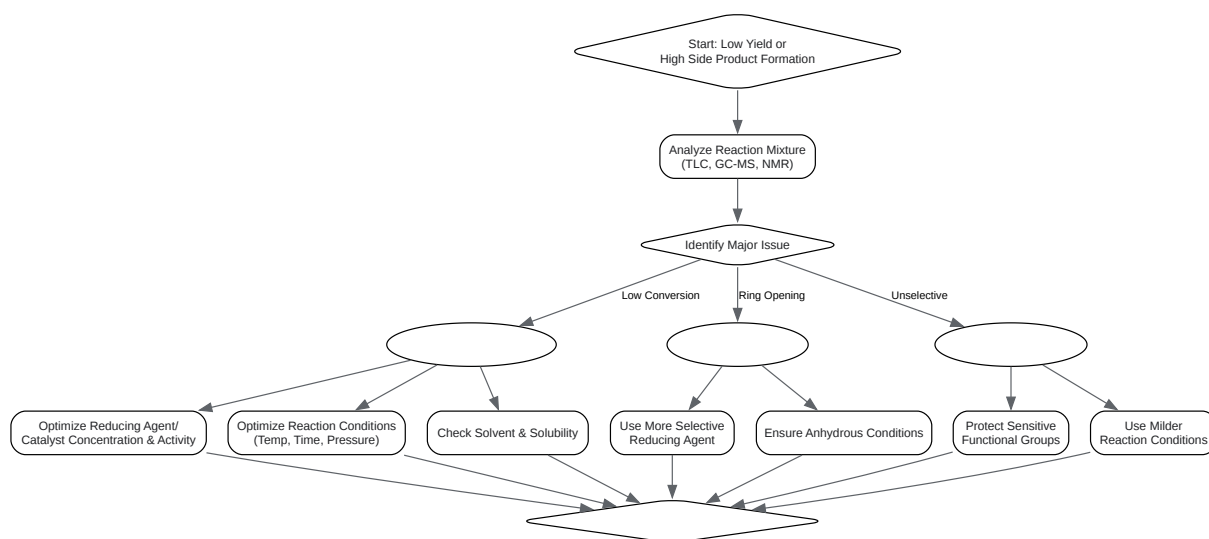 Start: Low Yield or
High Side Product Formation
Analyze Reaction Mixture
(TLC, GC-MS, NMR)
Identify Major Issue
Low Conversion
Ring Opening
Unselective
Optimize Reducing Agent/
Catalyst Concentration & Activity
Optimize Reaction Conditions
(Temp, Time, Pressure)
Check Solvent & Solubility
Use More Selective
Reducing Agent
Ensure Anhydrous Conditions
Protect Sensitive
Functional Groups
Use Milder
Reaction Conditions